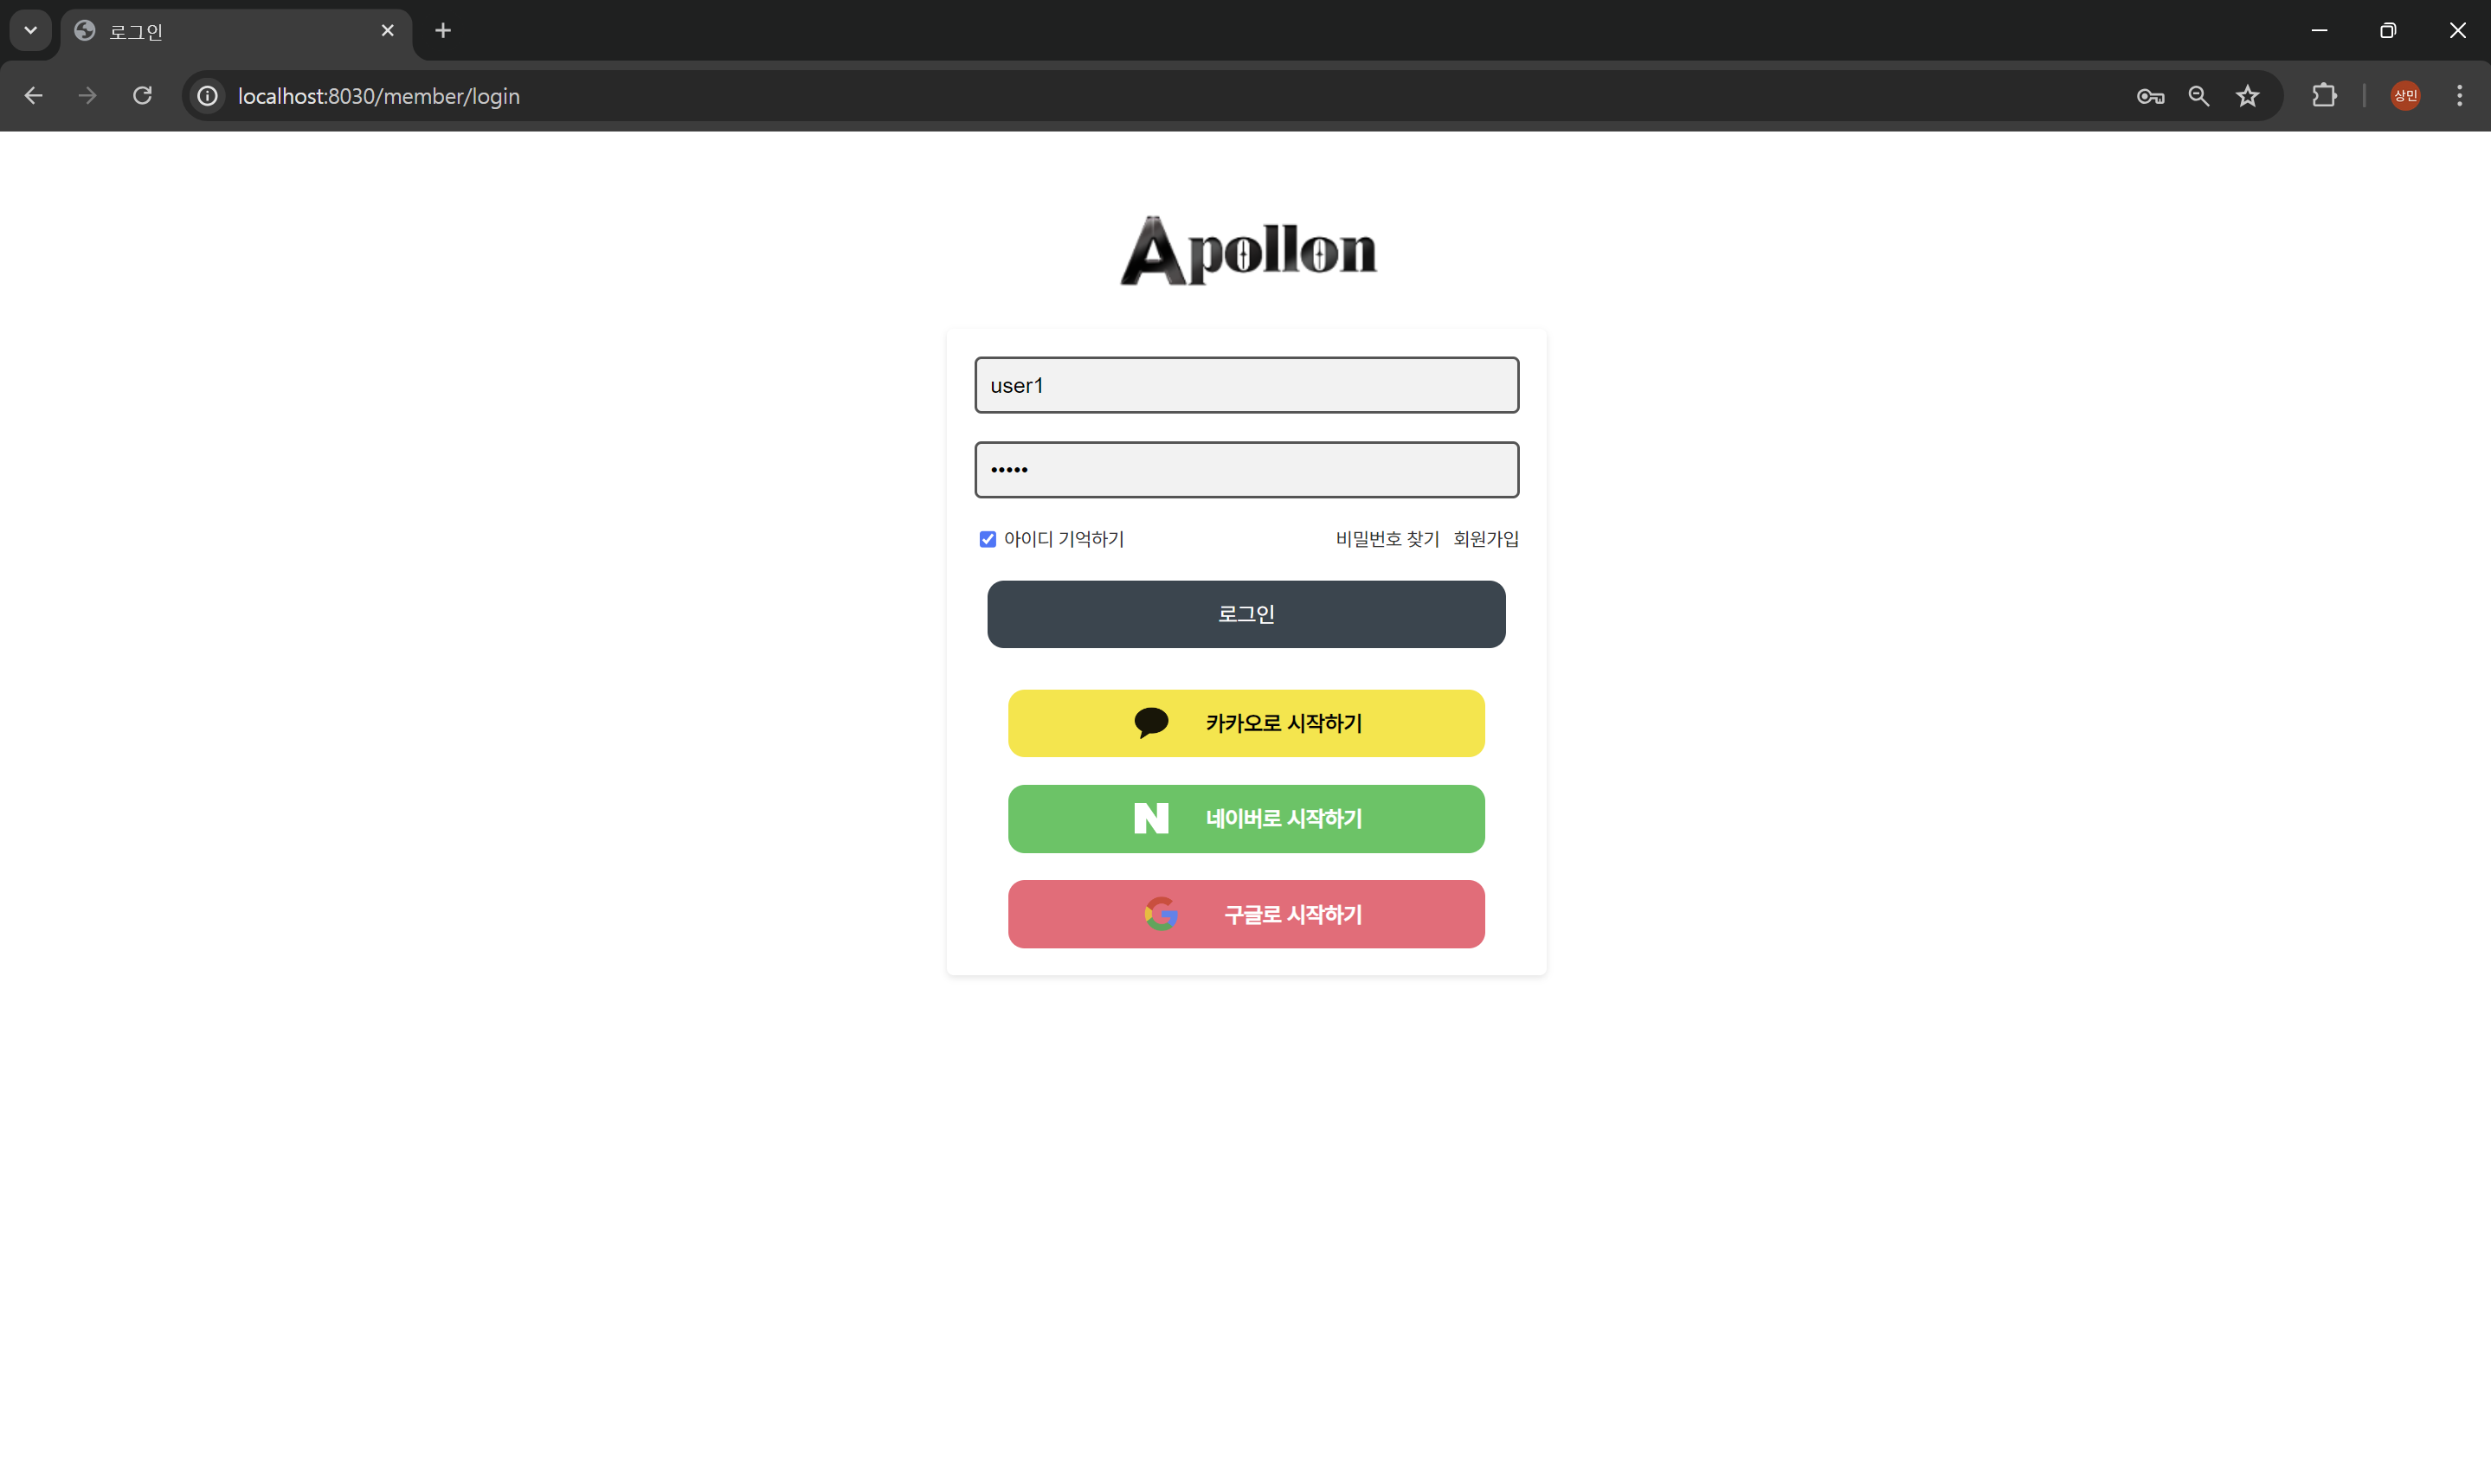 로그인
localhost:8030/member/login
상민
Apollon
user1
•••••
아이디 기억하기
비밀번호 찾기 회원가입
로그인
카카오로 시작하기
N 네이버로 시작하기
G 구글로 시작하기